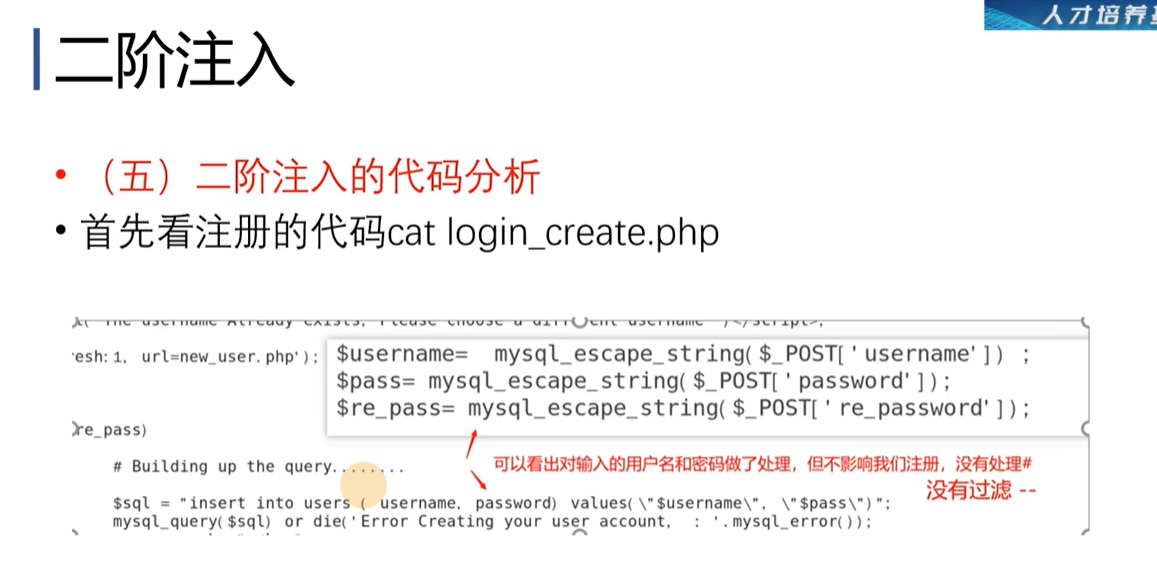 人才培养
二阶注入
• （五）二阶注入的代码分析
• 首先看注册的代码cat login_create.php
esh:1, url=new_user.php');
$username= mysql_escape_string($_POST['username']) ;
$pass= mysql_escape_string($_POST['password']);
$re_pass= mysql_escape_string($_POST['re_password']);
re_pass)
# Building up the query........
可以看出对输入的用户名和密码做了处理，但不影响我们注册，没有处理#
没有过滤 --
$sql = "insert into users ( username, password) values(\"$username\", \"$pass\")";
mysql_query($sql) or die('Error Creating your user account, : '.mysql_error());